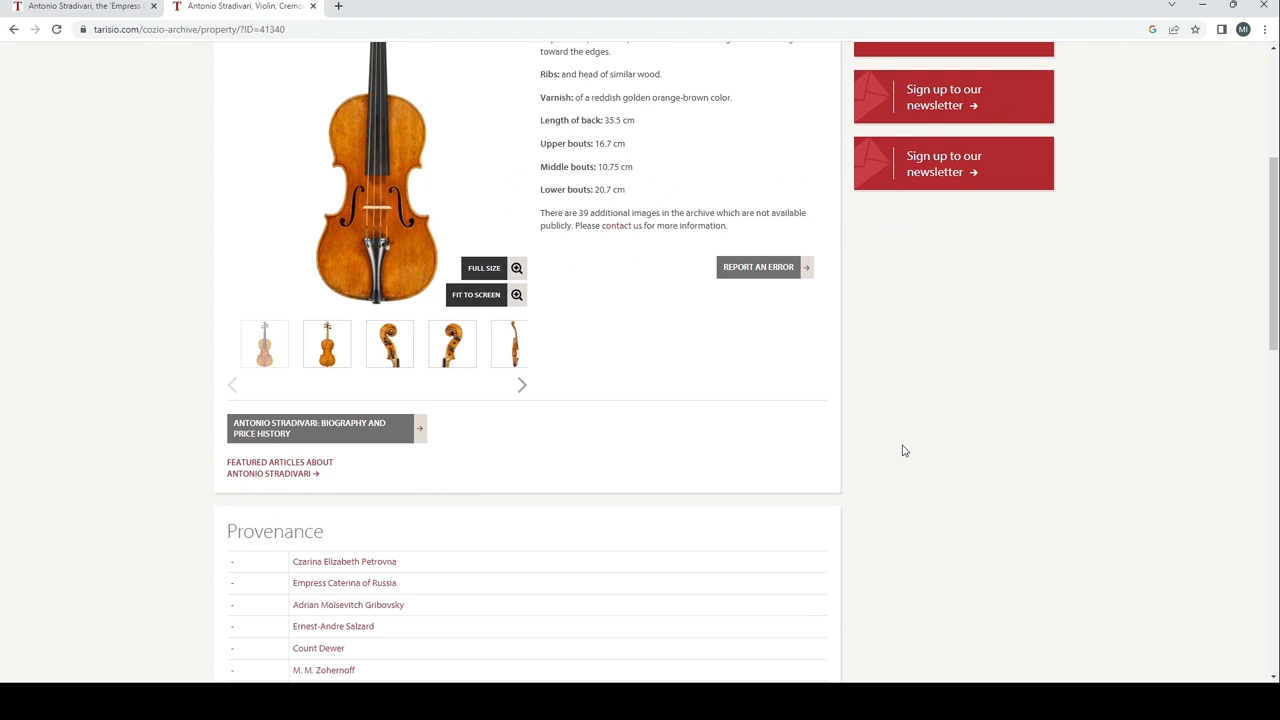 Antonio Stradivari, the 'Empress
Antonio Stradivari, Violin, Cremo
tarisio.com/cozio-archive/property/?ID=41340
MI
toward the edges.
Ribs: and head of similar wood.
Varnish: of a reddish golden orange-brown color.
Length of back: 35.5 cm
Upper bouts: 16.7 cm
Middle bouts: 10.75 cm
Lower bouts: 20.7 cm
There are 39 additional images in the archive which are not available
publicly. Please contact us for more information.
REPORT AN ERROR
Sign up to our
newsletter →
Sign up to our
newsletter →
FULL SIZE
FIT TO SCREEN
ANTONIO STRADIVARI: BIOGRAPHY AND
PRICE HISTORY
FEATURED ARTICLES ABOUT
ANTONIO STRADIVARI →
Provenance
- Czarina Elizabeth Petrovna
- Empress Caterina of Russia
- Adrian Moïsevitch Gribovsky
- Ernest-Andre Salzard
- Count Dewer
- M. M. Zohernoff